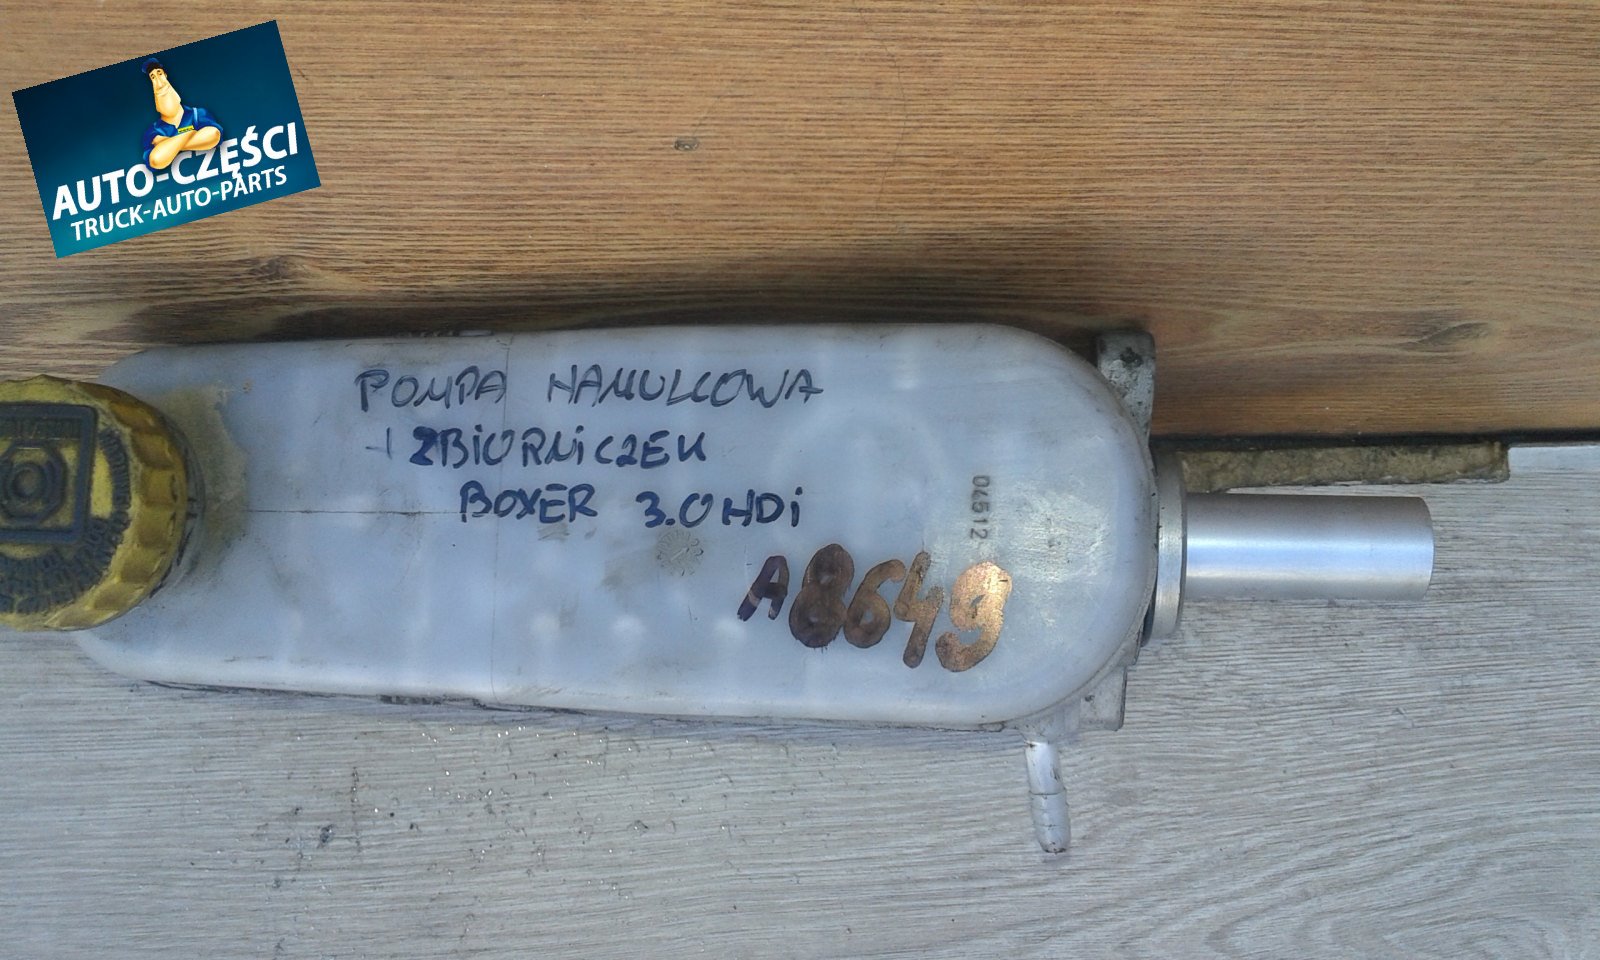 AUTO-CZĘŚCI
TRUCK-AUTO-PARTS
POMPA HAMULCOWA
+ ZBIORNICZEK
BOXER 3.0 HDi
A8649
04512